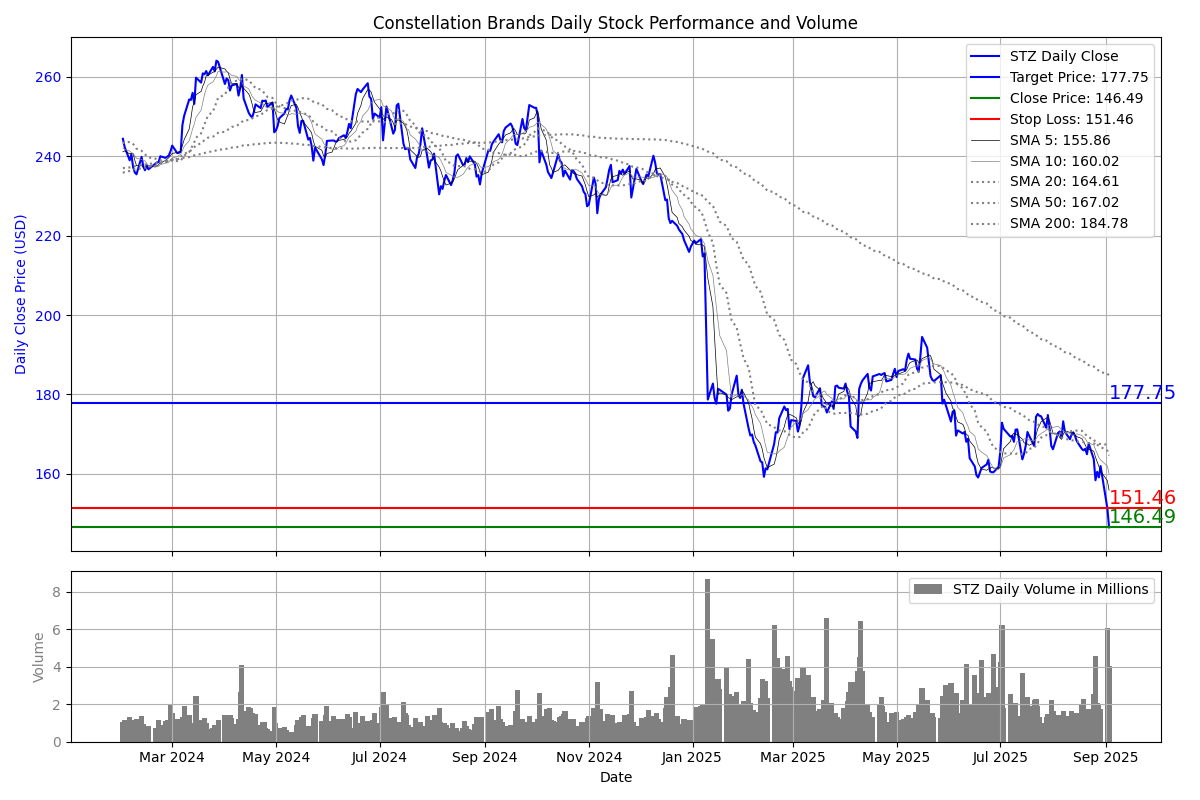 Constellation Brands Daily Stock Performance and Volume
Daily Close Price (USD)
260
240
220
200
180
160
STZ Daily Close
Target Price: 177.75
Close Price: 146.49
Stop Loss: 151.46
SMA 5: 155.86
SMA 10: 160.02
SMA 20: 164.61
SMA 50: 167.02
SMA 200: 184.78
177.75
151.46
146.49
Volume
8
6
4
2
0
STZ Daily Volume in Millions
Mar 2024 May 2024 Jul 2024 Sep 2024 Nov 2024 Jan 2025 Mar 2025 May 2025 Jul 2025 Sep 2025
Date